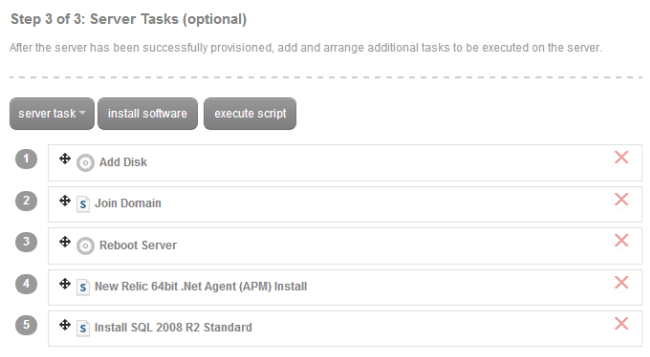 Step 3 of 3: Server Tasks (optional)
After the server has been successfully provisioned, add and arrange additional tasks to be executed on the server.
server task install software execute script
1 Add Disk
2 S Join Domain
3 Reboot Server
4 S New Relic 64bit .Net Agent (APM) Install
5 S Install SQL 2008 R2 Standard